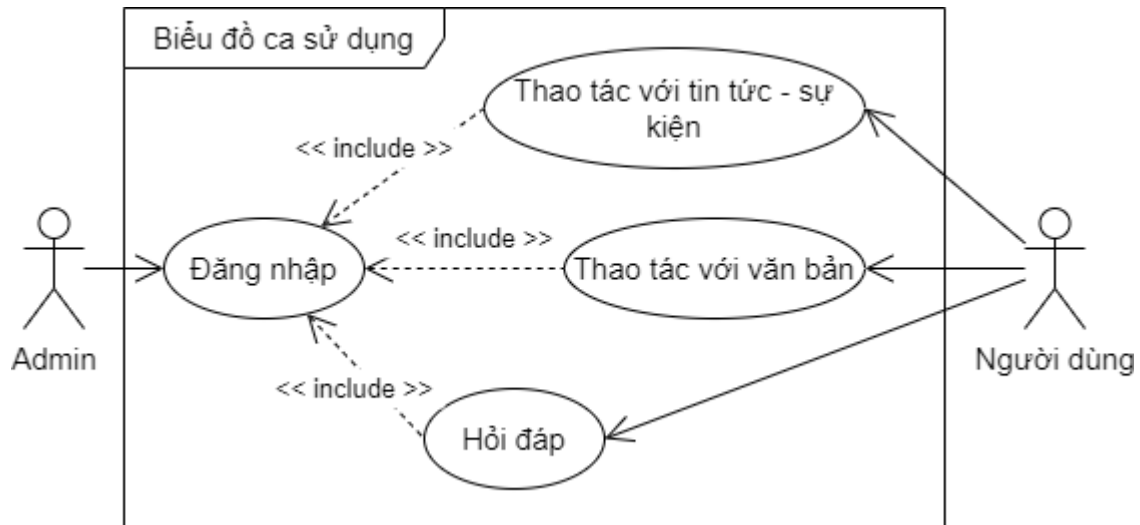 Biểu đồ ca sử dụng
Thao tác với tin tức - sự
kiện
<< include >>
<< include >>
Đăng nhập
Thao tác với văn bản
Admin
Người dùng
<< include >>
Hỏi đáp